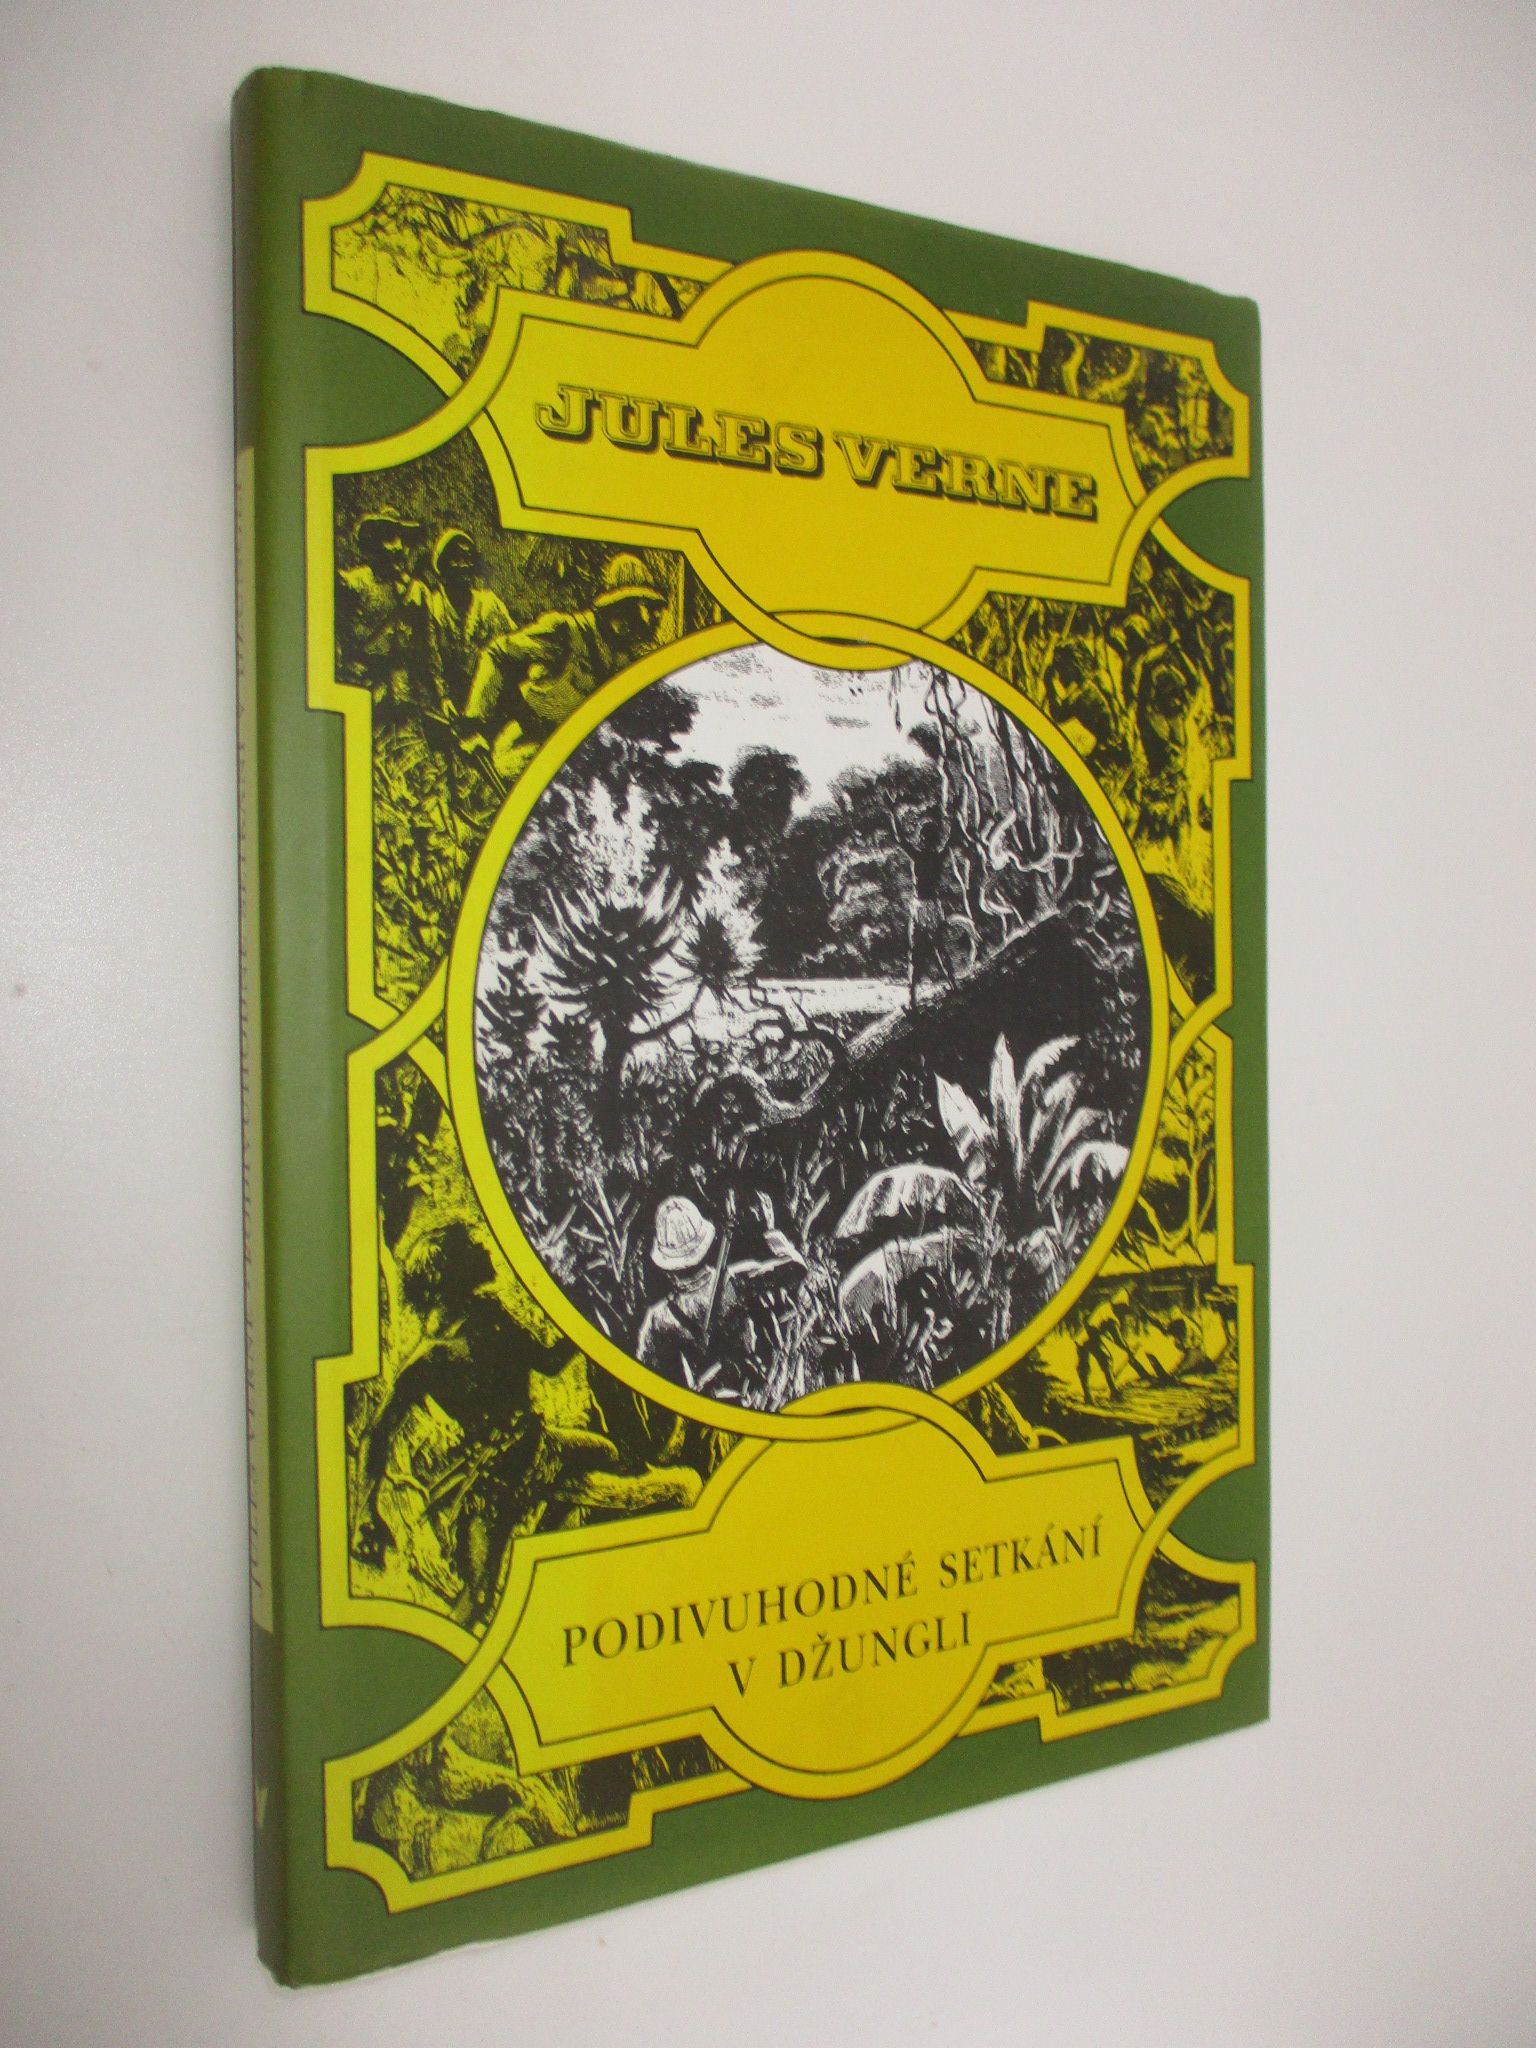 JULES VERNE
PODIVUHODNÉ SETKÁNÍ
V DŽUNGLI